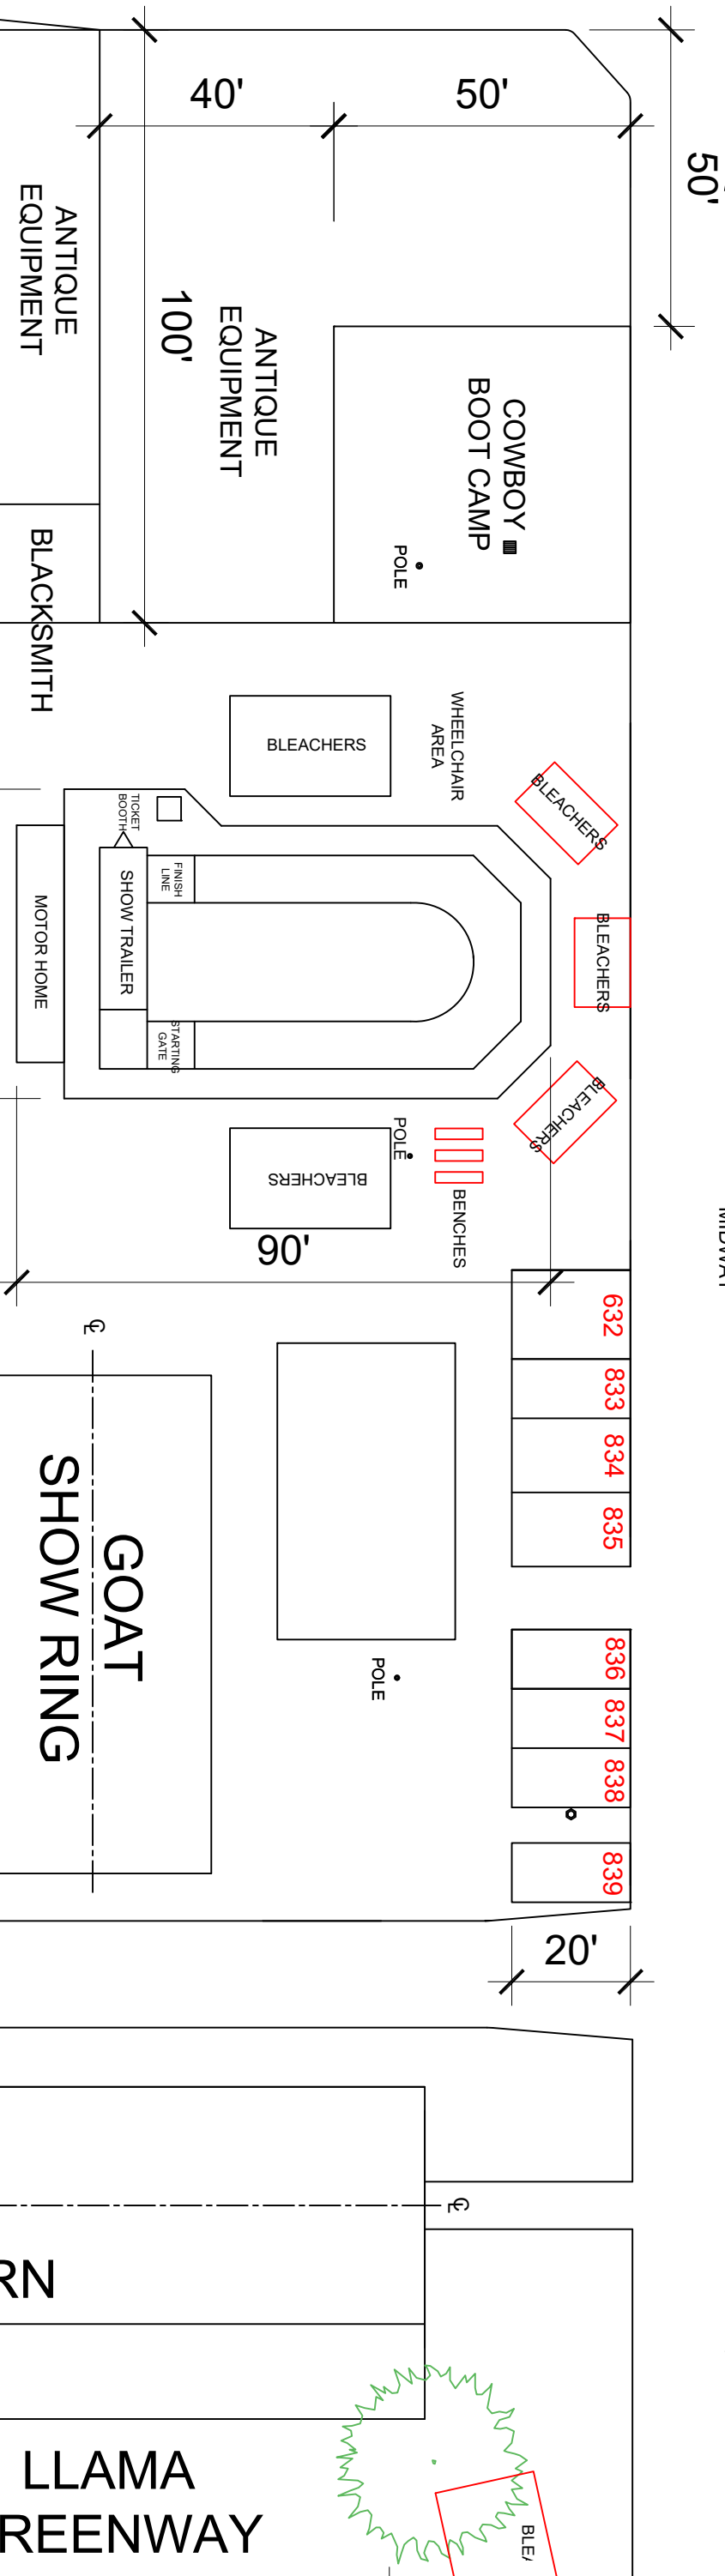 40'
50'
50'
ANTIQUE
EQUIPMENT
100'
ANTIQUE
EQUIPMENT
COWBOY
BOOT CAMP
POLE
BLACKSMITH
BLEACHERS
WHEELCHAIR
AREA
BLEACHERS
TICKET
BOOTH
FINISH
LINE
SHOW TRAILER
MOTOR HOME
BLEACHERS
STARTING
GATE
BLEACHERS
POLE
BLEACHERS
BENCHES
MIDWAY
90'
632
833
834
835
GOAT
SHOW RING
POLE
836
837
838
839
20'
RN
LLAMA
REENWAY
BLEA